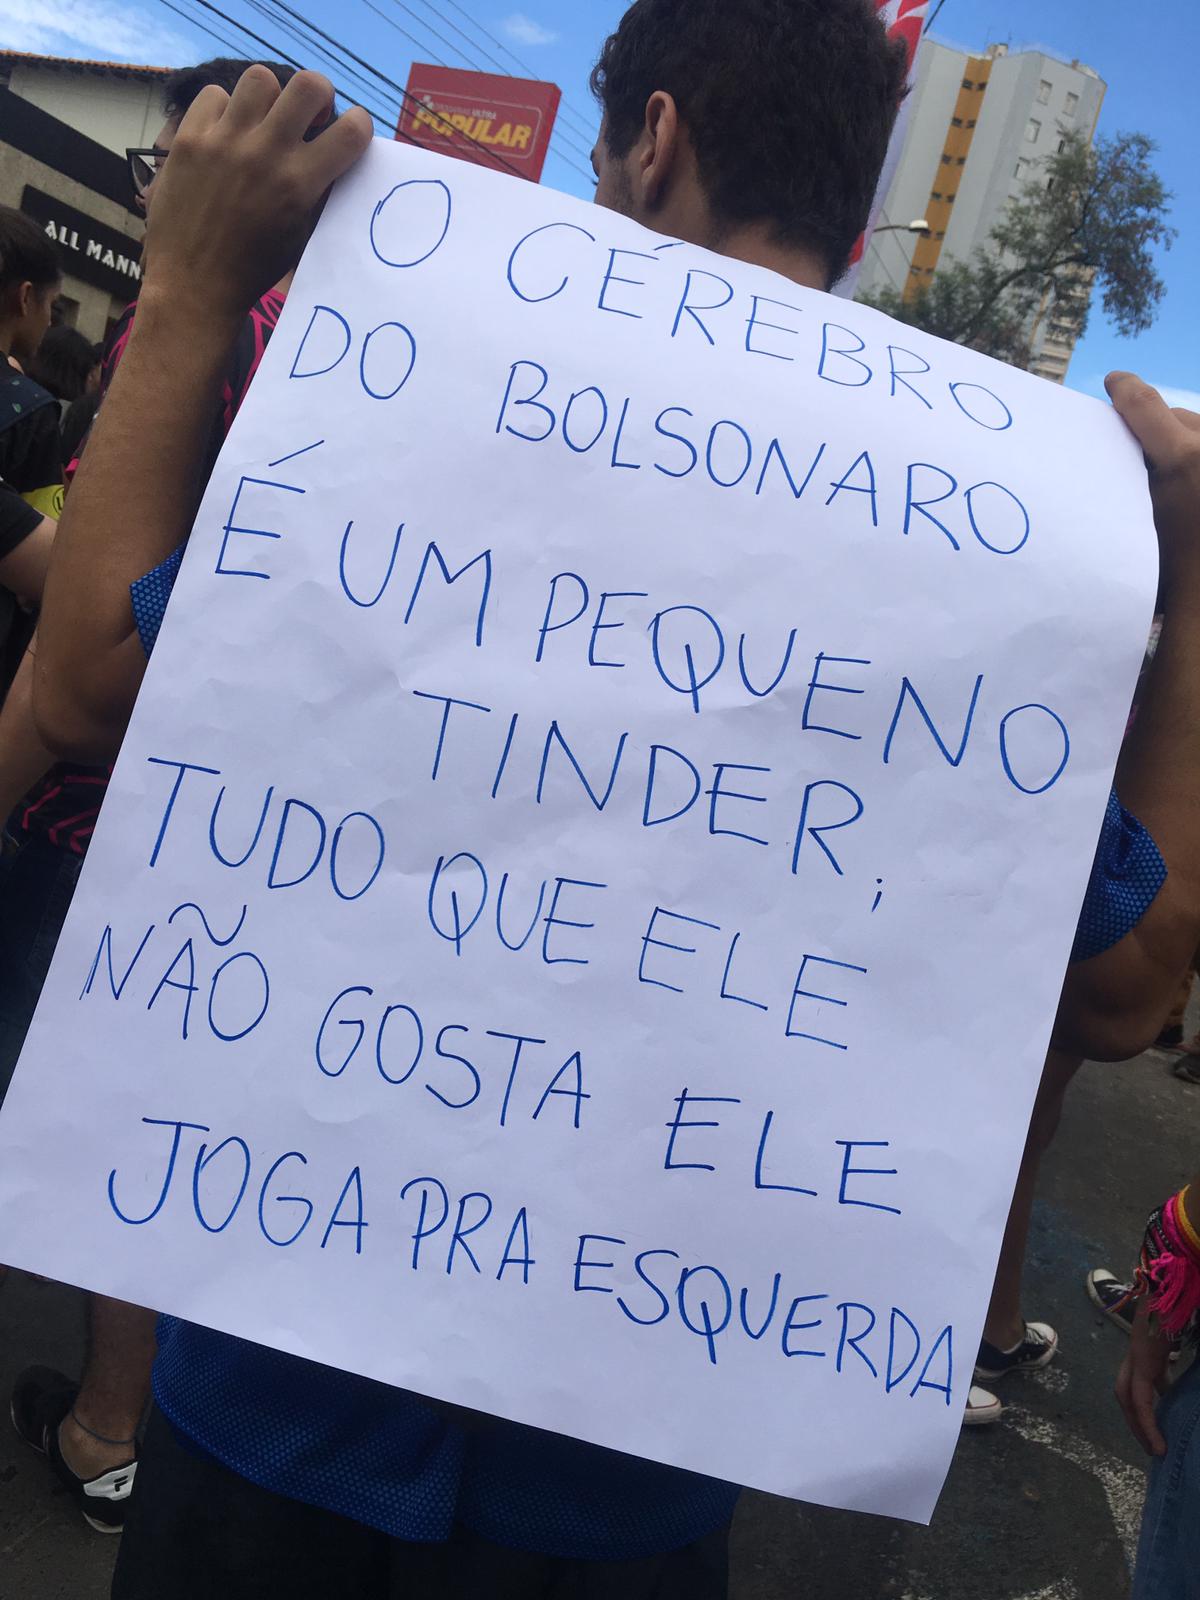 DROGARIAS ULTRA
POPULAR
ALL MANN
O CÉREBRO
DO BOLSONARO
É UM PEQUENO
TINDER;
TUDO QUE ELE
NÃO GOSTA ELE
JOGA PRA ESQUERDA